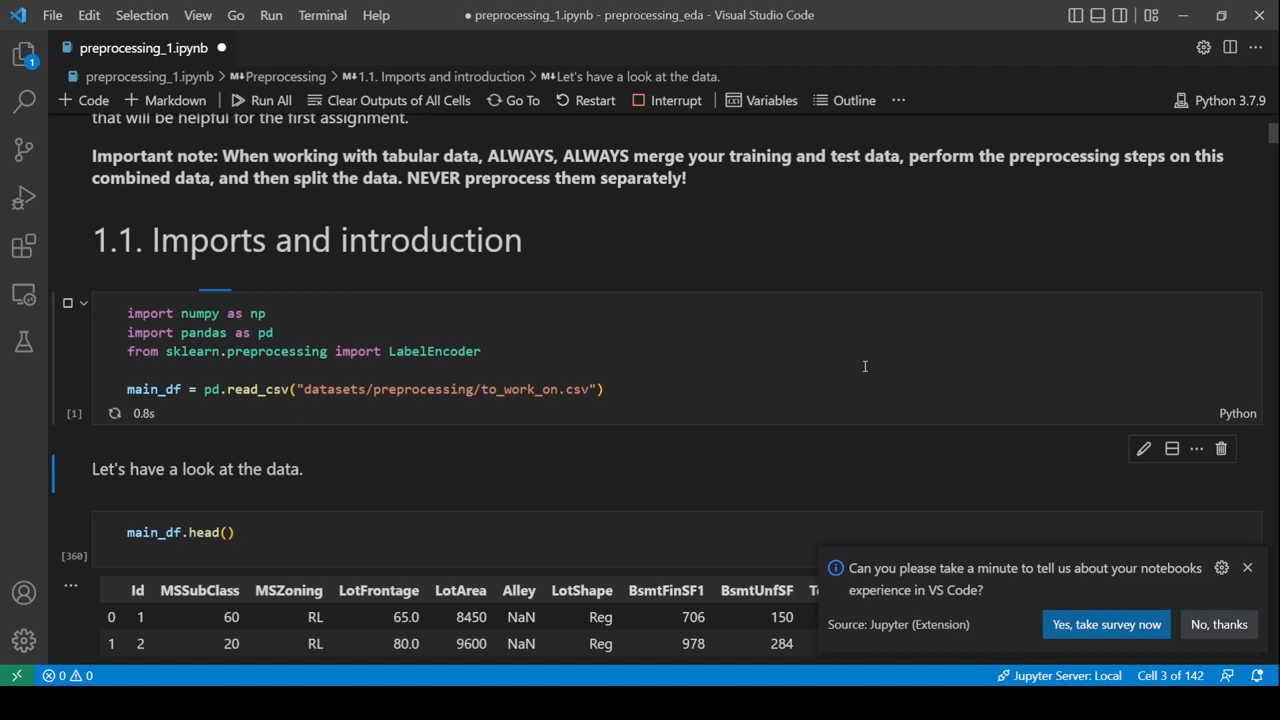 File Edit Selection View Go Run Terminal Help ● preprocessing_1.ipynb - preprocessing_eda - Visual Studio Code
preprocessing_1.ipynb ●
preprocessing_1.ipynb > M↓Preprocessing > M↓1.1. Imports and introduction > M↓Let's have a look at the data.
+ Code + Markdown Run All Clear Outputs of All Cells Go To Restart Interrupt Variables Outline ··· Python 3.7.9
1
that will be helpful for the first assignment.
Important note: When working with tabular data, ALWAYS, ALWAYS merge your training and test data, perform the preprocessing steps on this
combined data, and then split the data. NEVER preprocess them separately!
1.1. Imports and introduction
import numpy as np
import pandas as pd
from sklearn.preprocessing import LabelEncoder
main_df = pd.read_csv("datasets/preprocessing/to_work_on.csv")
[1] 0.8s Python
Let's have a look at the data.
main_df.head()
[360]
Id MSSubClass MSZoning LotFrontage LotArea Alley LotShape BsmtFinSF1 BsmtUnfSF
0 1 60 RL 65.0 8450 NaN Reg 706 150
1 2 20 RL 80.0 9600 NaN Reg 978 284
Can you please take a minute to tell us about your notebooks
experience in VS Code?
Source: Jupyter (Extension) Yes, take survey now No, thanks
0 0 Jupyter Server: Local Cell 3 of 142